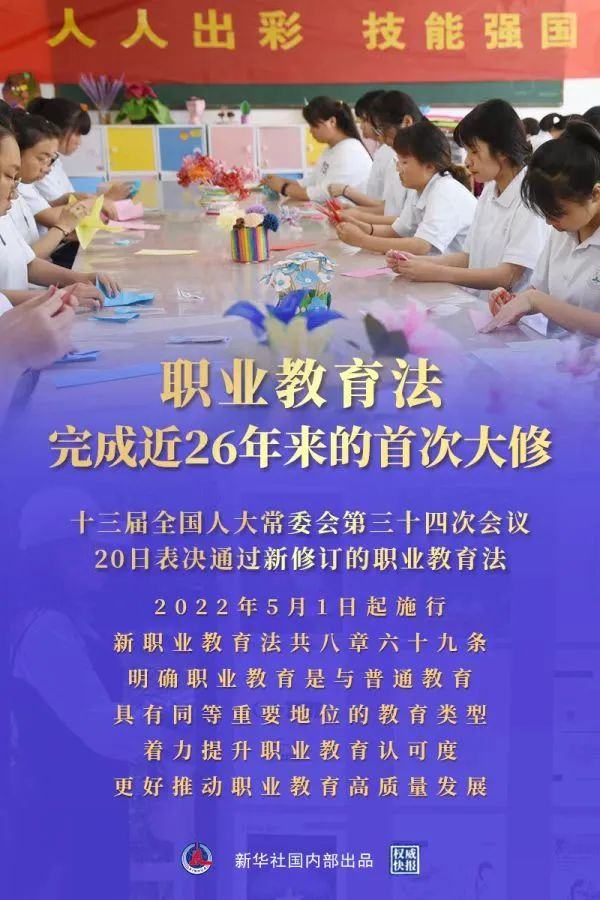 人人出彩 技能强国
职业教育法
完成近26年来的首次大修
十三届全国人大常委会第三十四次会议
20日表决通过新修订的职业教育法
2022年5月1日起施行
新职业教育法共八章六十九条
明确职业教育是与普通教育
具有同等重要地位的教育类型
着力提升职业教育认可度
更好推动职业教育高质量发展
新华社国内部出品
权威
快报